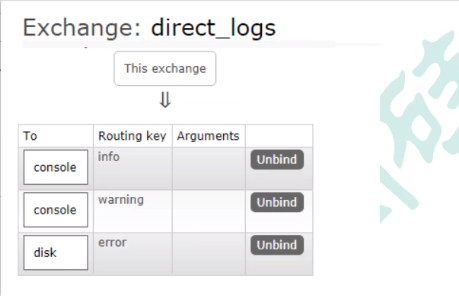 Exchange: direct_logs
This exchange
⇓
To Routing key Arguments
console info Unbind
console warning Unbind
disk error Unbind